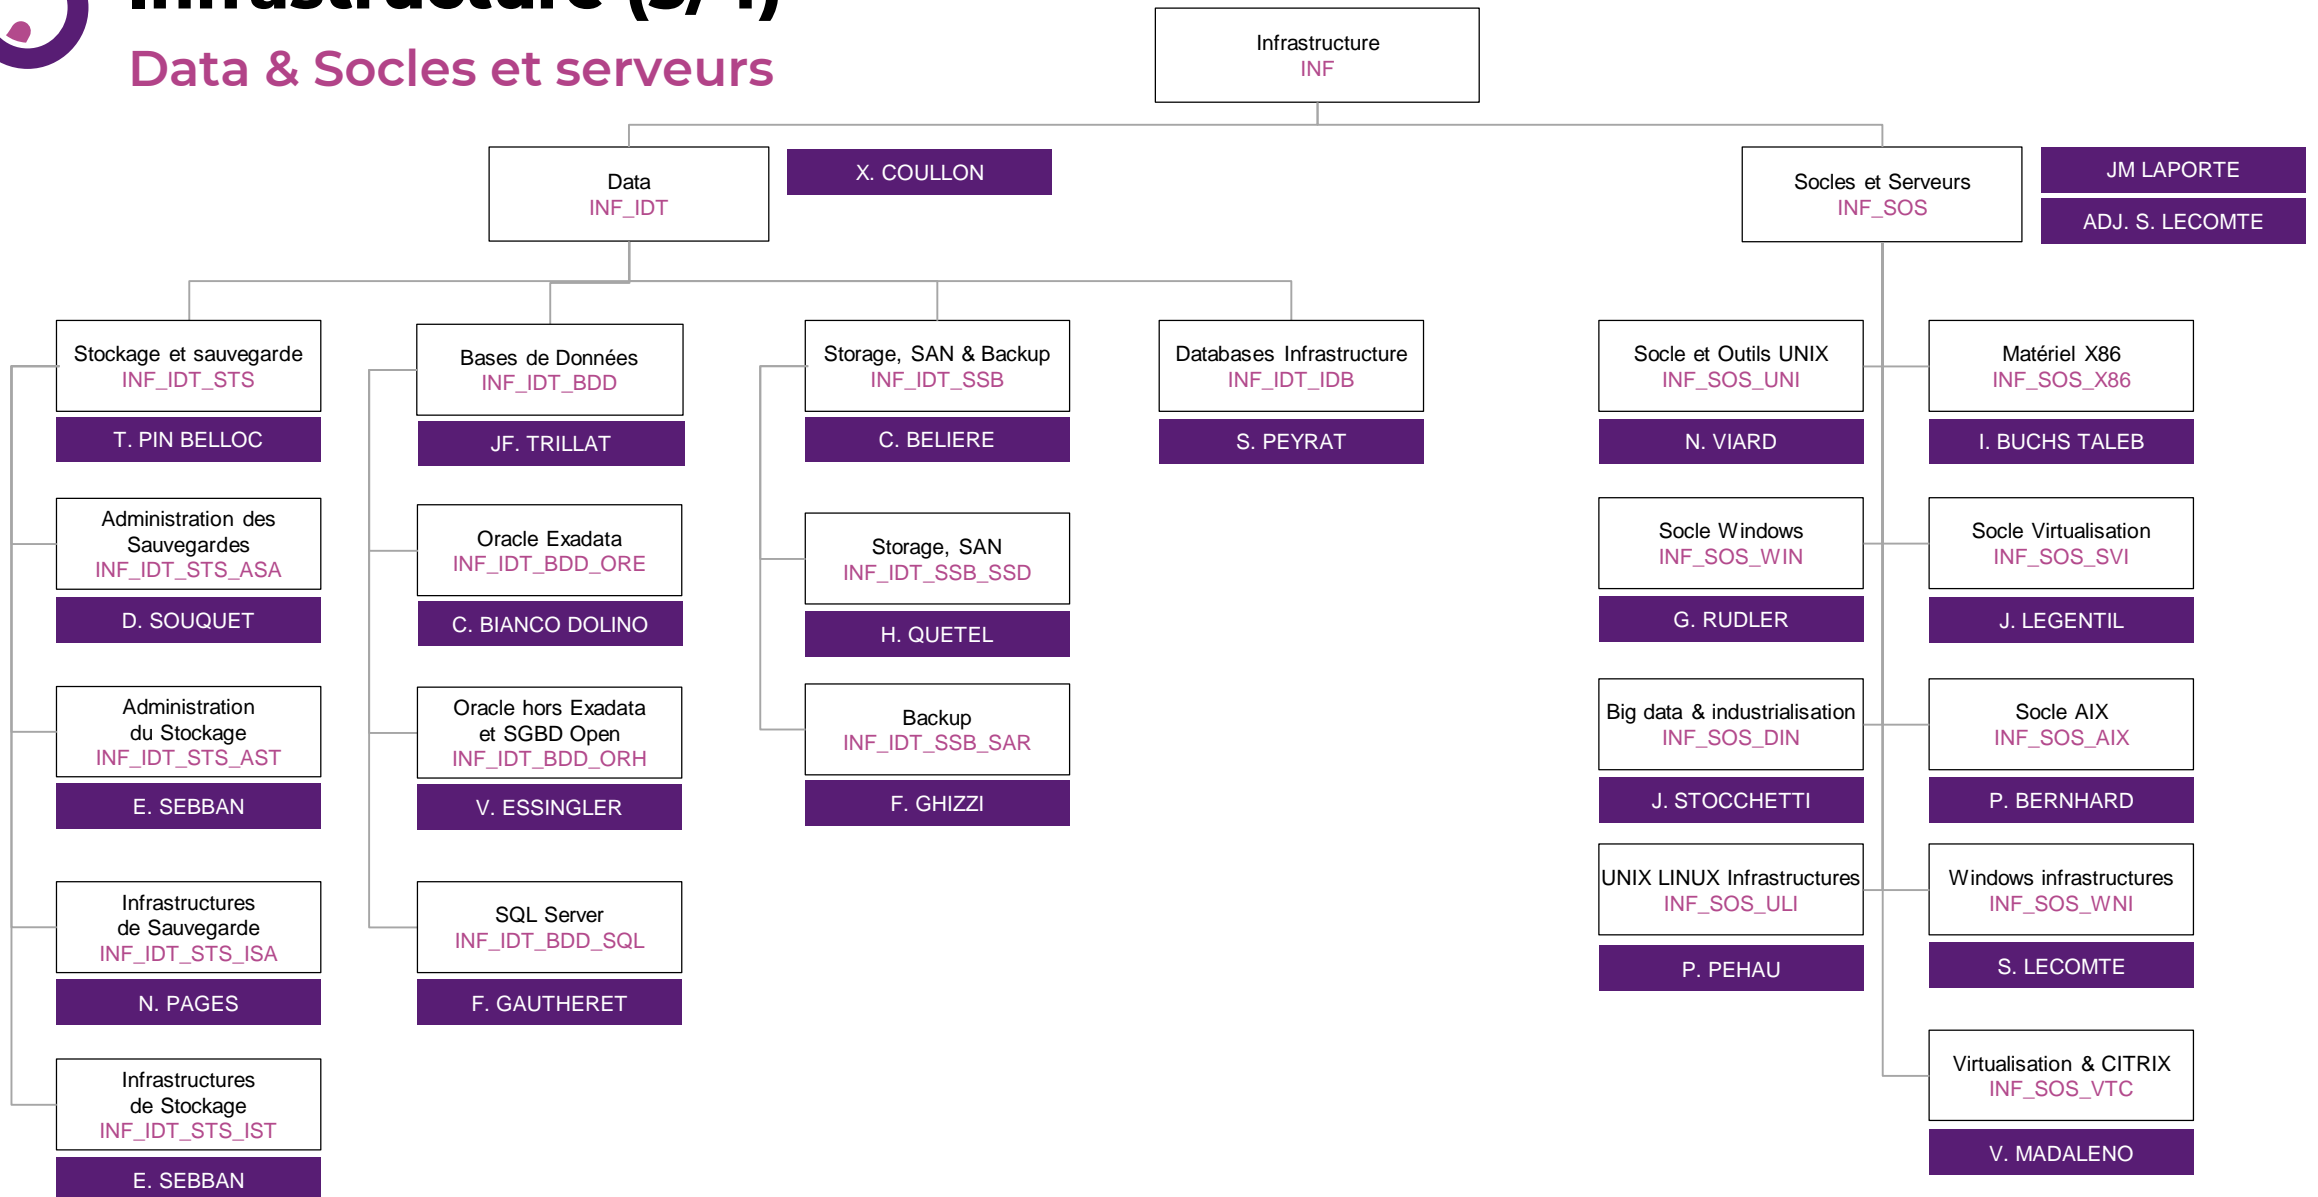 Infrastructure (3/4)
Data & Socles et serveurs
Infrastructure
INF
Data
INF_IDT
X. COULLON
Socles et Serveurs
INF_SOS
JM LAPORTE
ADJ. S. LECOMTE
Stockage et sauvegarde
INF_IDT_STS
T. PIN BELLOC
Administration des
Sauvegardes
INF_IDT_STS_ASA
D. SOUQUET
Administration
du Stockage
INF_IDT_STS_AST
E. SEBBAN
Infrastructures
de Sauvegarde
INF_IDT_STS_ISA
N. PAGES
Infrastructures
de Stockage
INF_IDT_STS_IST
E. SEBBAN
Bases de Données
INF_IDT_BDD
JF. TRILLAT
Oracle Exadata
INF_IDT_BDD_ORE
C. BIANCO DOLINO
Oracle hors Exadata
et SGBD Open
INF_IDT_BDD_ORH
V. ESSINGLER
SQL Server
INF_IDT_BDD_SQL
F. GAUTHERET
Storage, SAN & Backup
INF_IDT_SSB
C. BELIERE
Storage, SAN
INF_IDT_SSB_SSD
H. QUETEL
Backup
INF_IDT_SSB_SAR
F. GHIZZI
Databases Infrastructure
INF_IDT_IDB
S. PEYRAT
Socle et Outils UNIX
INF_SOS_UNI
N. VIARD
Socle Windows
INF_SOS_WIN
G. RUDLER
Big data & industrialisation
INF_SOS_DIN
J. STOCCHETTI
UNIX LINUX Infrastructures
INF_SOS_ULI
P. PEHAU
Matériel X86
INF_SOS_X86
I. BUCHS TALEB
Socle Virtualisation
INF_SOS_SVI
J. LEGENTIL
Socle AIX
INF_SOS_AIX
P. BERNHARD
Windows infrastructures
INF_SOS_WNI
S. LECOMTE
Virtualisation & CITRIX
INF_SOS_VTC
V. MADALENO